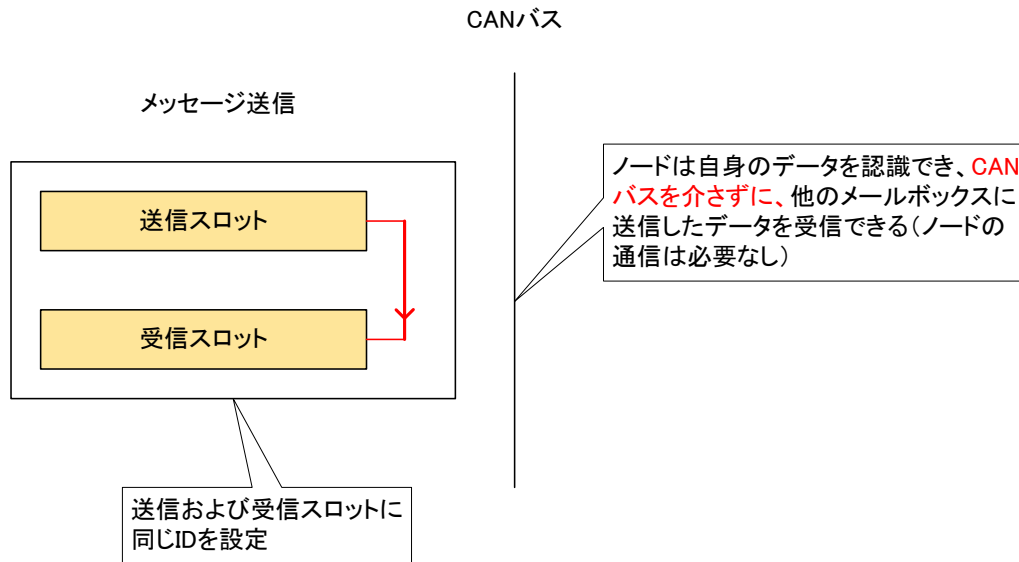 CANバス
メッセージ送信
ノードは自身のデータを認識でき、CAN
バスを介さずに、他のメールボックスに
送信したデータを受信できる(ノードの
通信は必要なし)
送信スロット
受信スロット
送信および受信スロットに
同じIDを設定